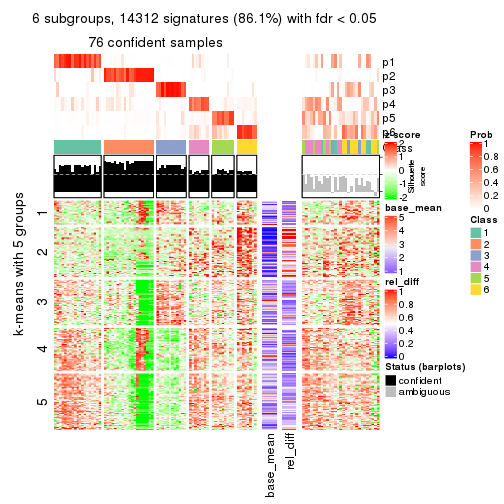 6 subgroups, 14312 signatures (86.1%) with fdr < 0.05
76 confident samples
p1
p2
p3
p4
p5
p6
Class
z-score
2
1
0
-1
-2
Silhouette
score
Prob
1
0.8
0.6
0.4
0.2
0
base_mean
5
4
3
2
1
Class
1
2
3
4
5
6
rel_diff
1
0.8
0.6
0.4
0.2
0
Status (barplots)
confident
ambiguous
k-means with 5 groups
1
2
3
4
5
base_mean
rel_diff